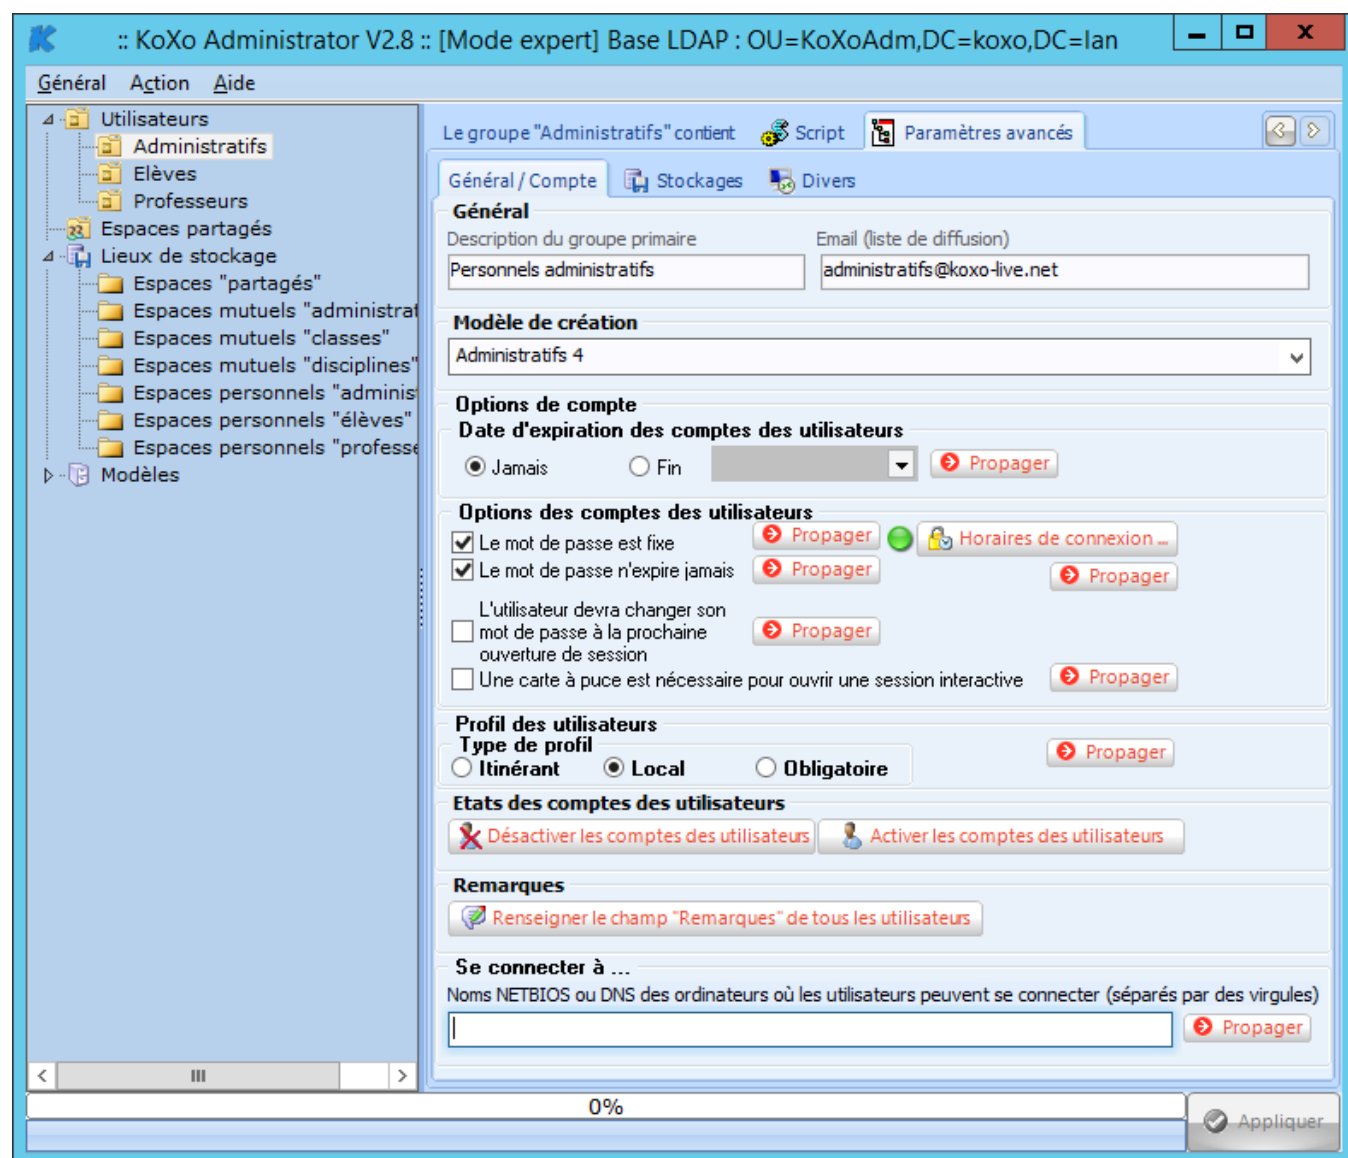 :: KoXo Administrator V2.8 :: [Mode expert] Base LDAP : OU=KoXoAdm,DC=koxo,DC=lan
Général Action Aide
Utilisateurs
Administratifs
Elèves
Professeurs
Espaces partagés
Lieux de stockage
Espaces "partagés"
Espaces mutuels "administrat
Espaces mutuels "classes"
Espaces mutuels "disciplines"
Espaces personnels "adminis
Espaces personnels "élèves"
Espaces personnels "professe
Modèles
Le groupe "Administratifs" contient Script Paramètres avancés
Général / Compte Stockages Divers
Général
Description du groupe primaire Email (liste de diffusion)
Personnels administratifs administratifs@koxo-live.net
Modèle de création
Administratifs 4
Options de compte
Date d'expiration des comptes des utilisateurs
Jamais Fin Propager
Options des comptes des utilisateurs
Le mot de passe est fixe Propager Horaires de connexion ...
Le mot de passe n'expire jamais Propager Propager
L'utilisateur devra changer son
mot de passe à la prochaine Propager
ouverture de session
Une carte à puce est nécessaire pour ouvrir une session interactive Propager
Profil des utilisateurs
Type de profil
Itinérant Local Obligatoire Propager
Etats des comptes des utilisateurs
Désactiver les comptes des utilisateurs Activer les comptes des utilisateurs
Remarques
Renseigner le champ "Remarques" de tous les utilisateurs
Se connecter à ...
Noms NETBIOS ou DNS des ordinateurs où les utilisateurs peuvent se connecter (séparés par des virgules)
Propager
0%
Appliquer